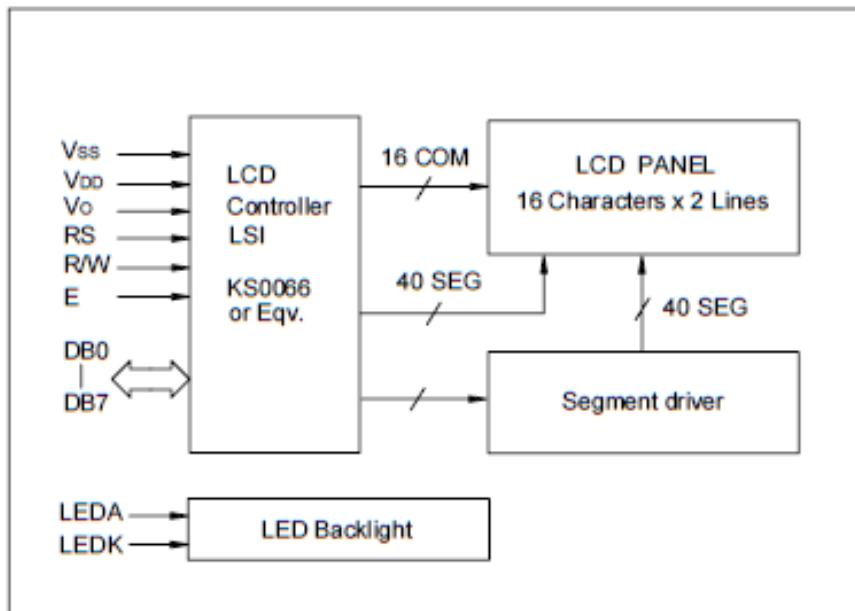 Vss
VDD
Vo
RS
R/W
E
DB0
DB7
LCD
Controller
LSI
KS0066
or Eqv.
16 COM
40 SEG
LCD PANEL
16 Characters x 2 Lines
40 SEG
Segment driver
LEDA
LEDK
LED Backlight